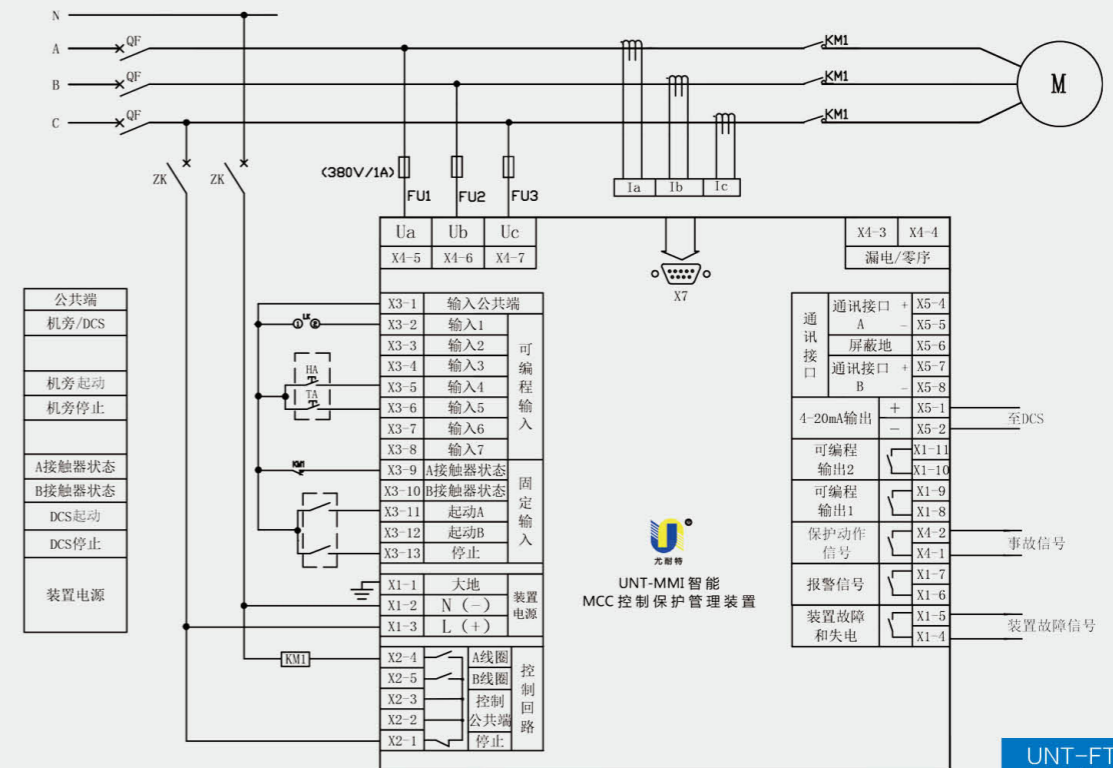 N
A QF KM1
B QF KM1 M
C QF KM1
ZK ZK (380V/1A)
FU1 FU2 FU3
Ia Ib Ic
Ua Ub Uc
X4-5 X4-6 X4-7
X4-3 X4-4
漏电/零序
X7
公共端
机旁/DCS
机旁起动
机旁停止
A接触器状态
B接触器状态
DCS起动
DCS停止
装置电源
LK
① ②
HA
TA
KM1
X3-1 输入公共端
X3-2 输入1
X3-3 输入2
X3-4 输入3
X3-5 输入4
X3-6 输入5
X3-7 输入6
X3-8 输入7
可编程输入
X3-9 A接触器状态
X3-10 B接触器状态
X3-11 起动A
X3-12 起动B
X3-13 停止
固定输入
X1-1 大地
X1-2 N (-)
X1-3 L (+)
装置
电源
KM1
X2-4 A线圈
X2-5 B线圈
X2-3 控制
X2-2 公共端
X2-1 停止
控制回路
尤耐特
UNT-MMI 智能
MCC 控制保护管理装置
通讯接口
通讯接口 + X5-4
A - X5-5
屏蔽地 X5-6
通讯接口 + X5-7
B - X5-8
4-20mA输出 + X5-1
- X5-2
至DCS
可编程 X1-11
输出2 X1-10
可编程 X1-9
输出1 X1-8
保护动作 X4-2
信号 X4-1
事故信号
报警信号 X1-7
X1-6
装置故障 X1-5
和失电 X1-4
装置故障信号
UNT-FT